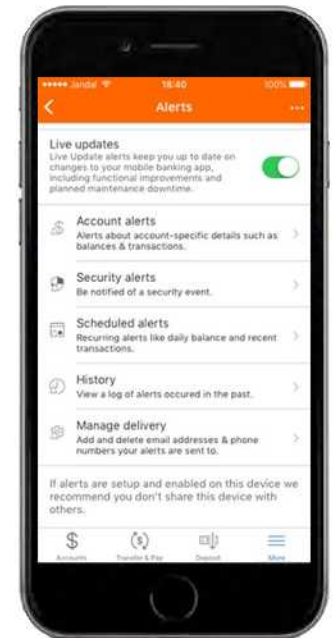 Jandal 18:40 100%
Alerts
Live updates
Live Update alerts keep you up to date on
changes to your mobile banking app,
including functional improvements and
planned maintenance downtime.
Account alerts
Alerts about account-specific details such as
balances & transactions.
Security alerts
Be notified of a security event.
Scheduled alerts
Recurring alerts like daily balance and recent
transactions.
History
View a log of alerts occured in the past.
Manage delivery
Add and delete email addresses & phone
numbers your alerts are sent to.
If alerts are setup and enabled on this device we
recommend you don't share this device with
others.
Accounts Transfer & Pay Deposit More